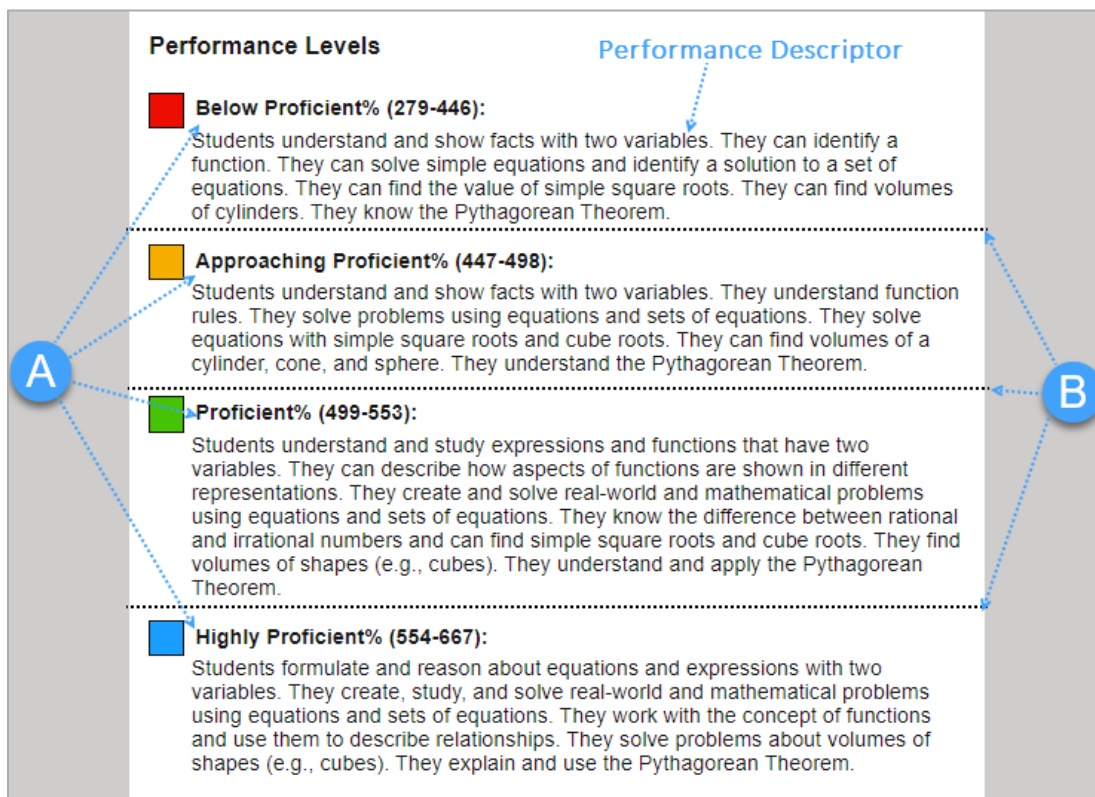 Performance Levels
Performance Descriptor
Below Proficient% (279-446):
Students understand and show facts with two variables. They can identify a
function. They can solve simple equations and identify a solution to a set of
equations. They can find the value of simple square roots. They can find volumes
of cylinders. They know the Pythagorean Theorem.
Approaching Proficient% (447-498):
Students understand and show facts with two variables. They understand function
rules. They solve problems using equations and sets of equations. They solve
equations with simple square roots and cube roots. They can find volumes of a
cylinder, cone, and sphere. They understand the Pythagorean Theorem.
A
B
Proficient% (499-553):
Students understand and study expressions and functions that have two
variables. They can describe how aspects of functions are shown in different
representations. They create and solve real-world and mathematical problems
using equations and sets of equations. They know the difference between rational
and irrational numbers and can find simple square roots and cube roots. They find
volumes of shapes (e.g., cubes). They understand and apply the Pythagorean
Theorem.
Highly Proficient% (554-667):
Students formulate and reason about equations and expressions with two
variables. They create, study, and solve real-world and mathematical problems
using equations and sets of equations. They work with the concept of functions
and use them to describe relationships. They solve problems about volumes of
shapes (e.g., cubes). They explain and use the Pythagorean Theorem.